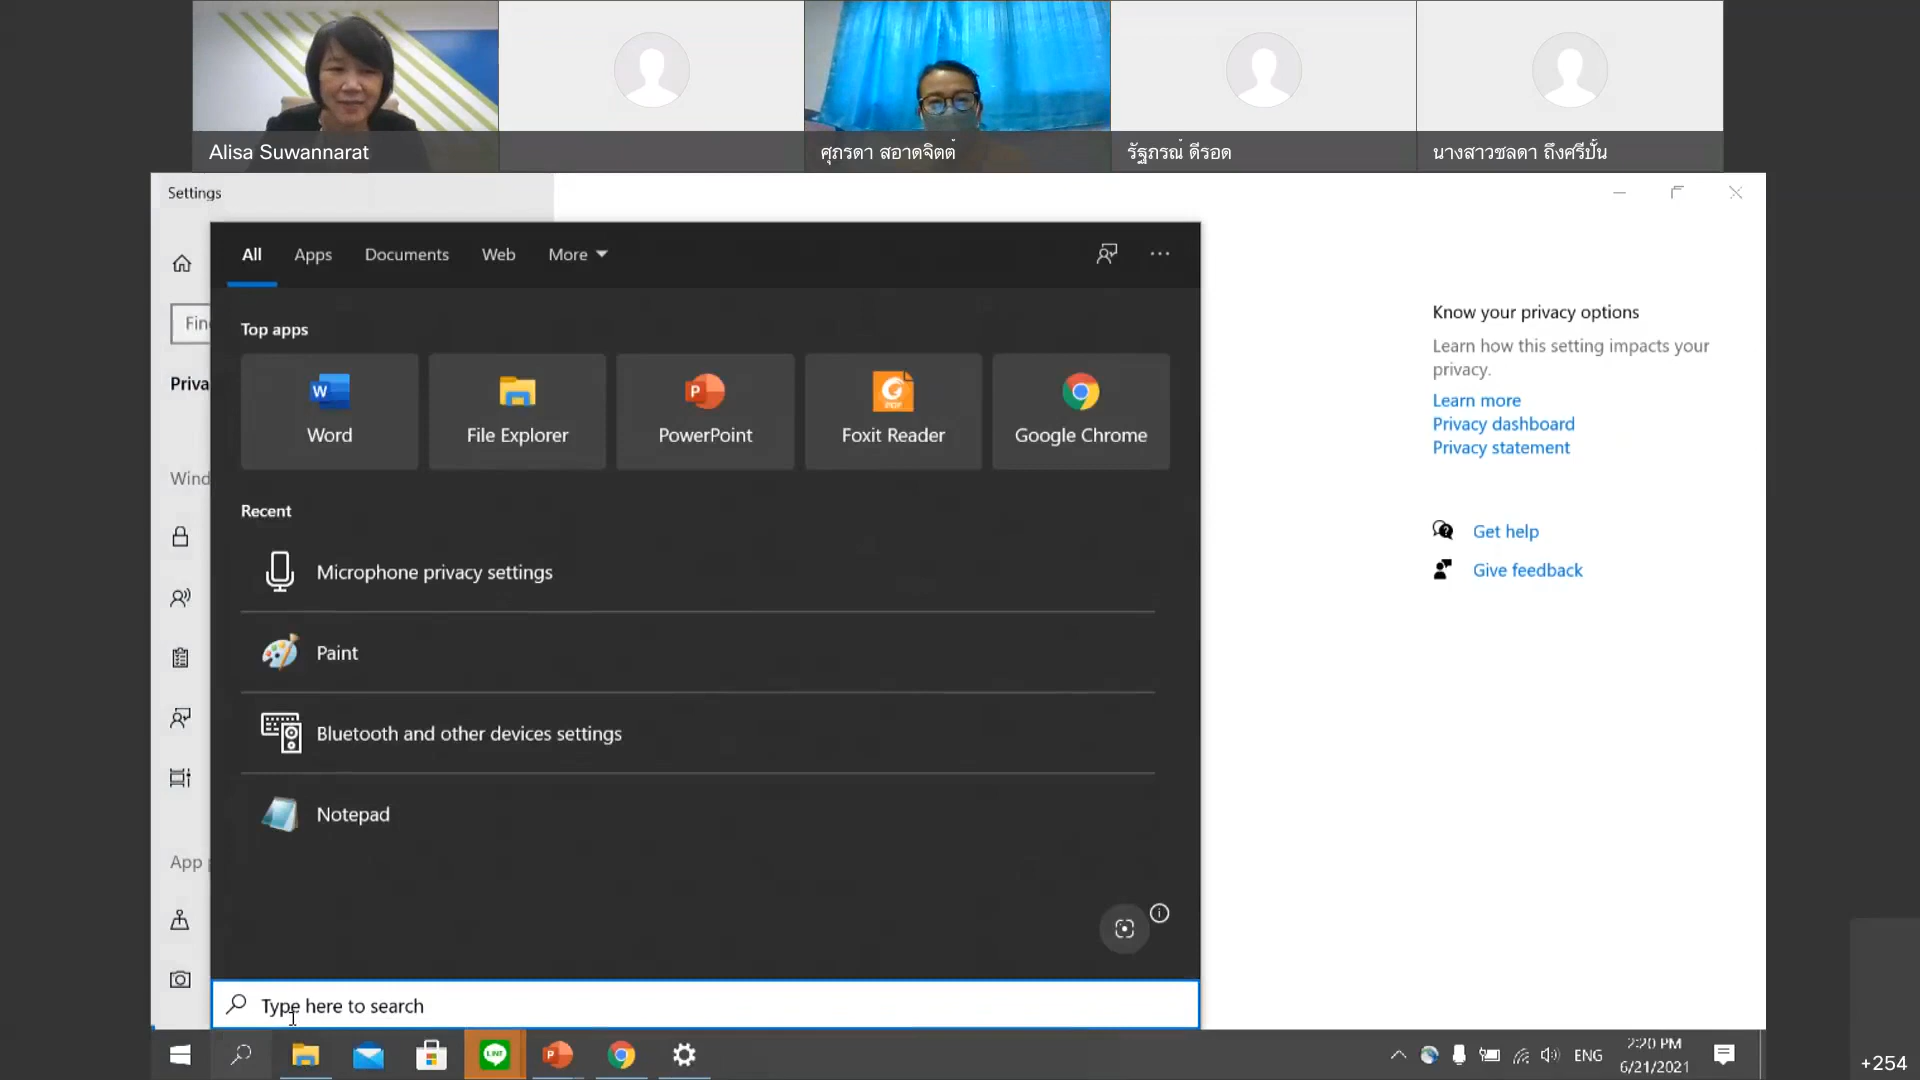 Alisa Suwannarat
ศุภรดา สอาดจิตต์
รัฐภรณ์ ดีรอด
นางสาวชลดา ถึงศรีปั้น
Settings
All Apps Documents Web More
Top apps
Word
File Explorer
PowerPoint
Foxit Reader
Google Chrome
Recent
Microphone privacy settings
Paint
Bluetooth and other devices settings
Notepad
Type here to search
Know your privacy options
Learn how this setting impacts your
privacy.
Learn more
Privacy dashboard
Privacy statement
Get help
Give feedback
ENG
2:20 PM
6/21/2021
+254